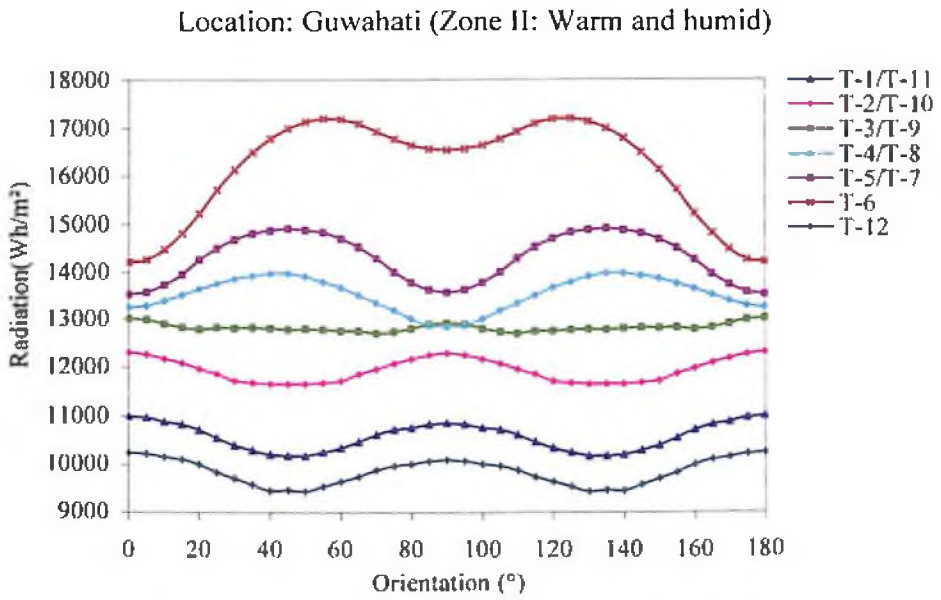 Location: Guwahati (Zone II: Warm and humid)
18000
17000
16000
15000
14000
13000
12000
11000
10000
9000
Radiation(Wh/m²)
0 20 40 60 80 100 120 140 160 180
Orientation (°)
T-1/T-11
T-2/T-10
T-3/T-9
T-4/T-8
T-5/T-7
T-6
T-12